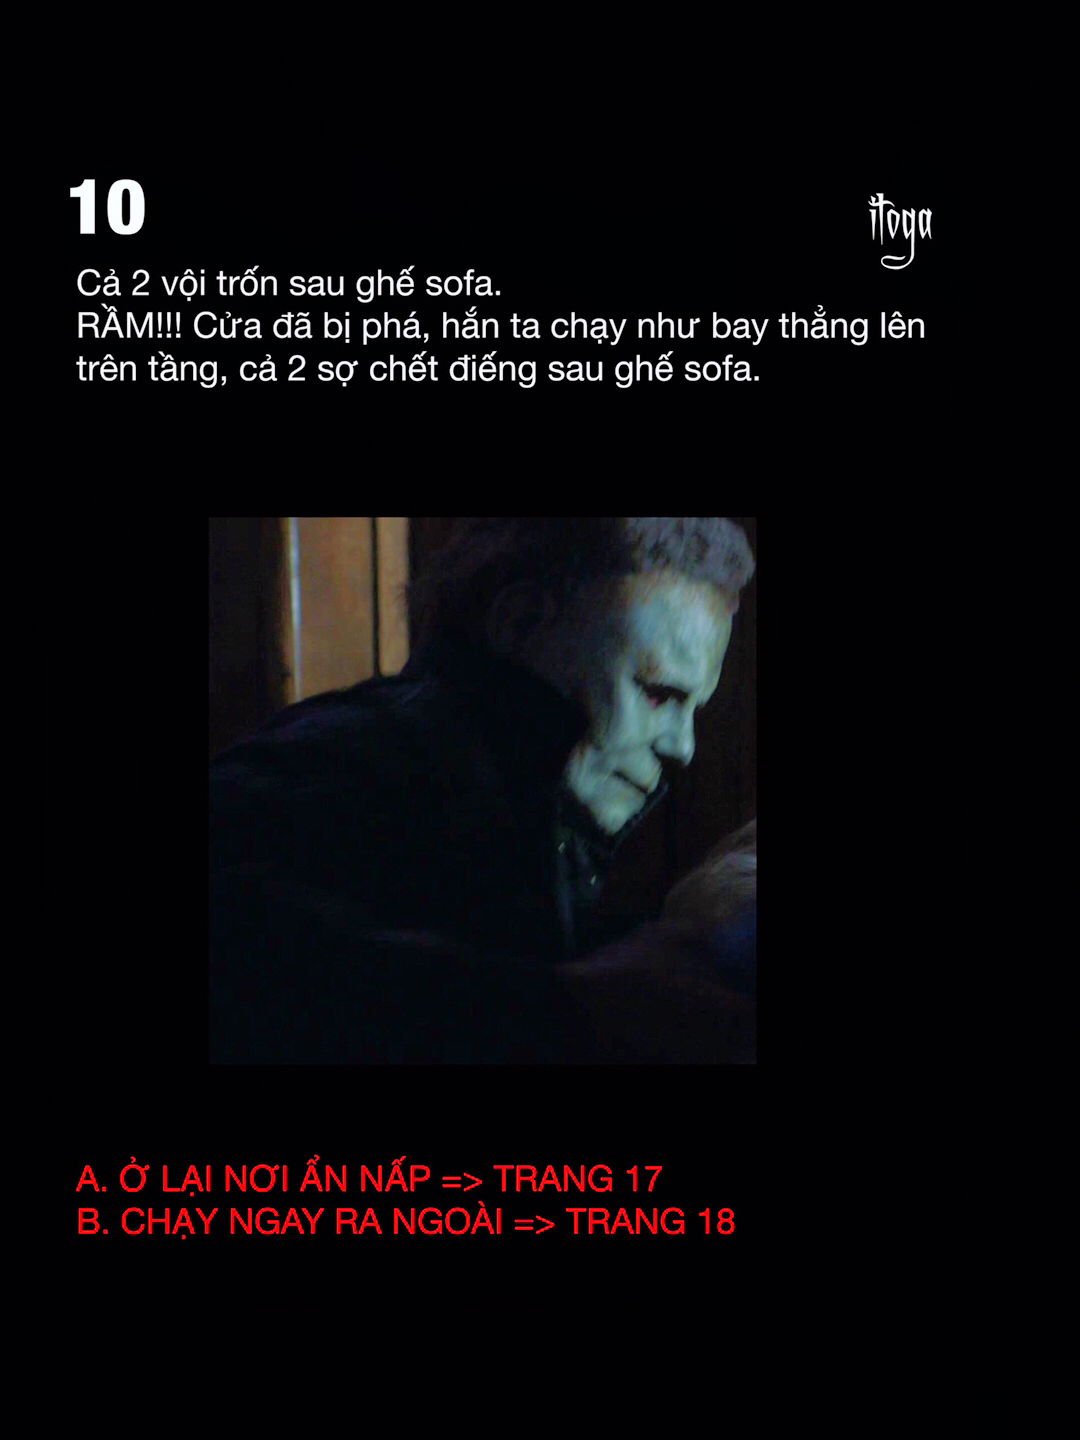 10
itoga
Cả 2 vội trốn sau ghế sofa.
RẦM!!! Cửa đã bị phá, hắn ta chạy như bay thẳng lên
trên tầng, cả 2 sợ chết điếng sau ghế sofa.
A. Ở LẠI NƠI ẨN NẤP => TRANG 17
B. CHẠY NGAY RA NGOÀI => TRANG 18